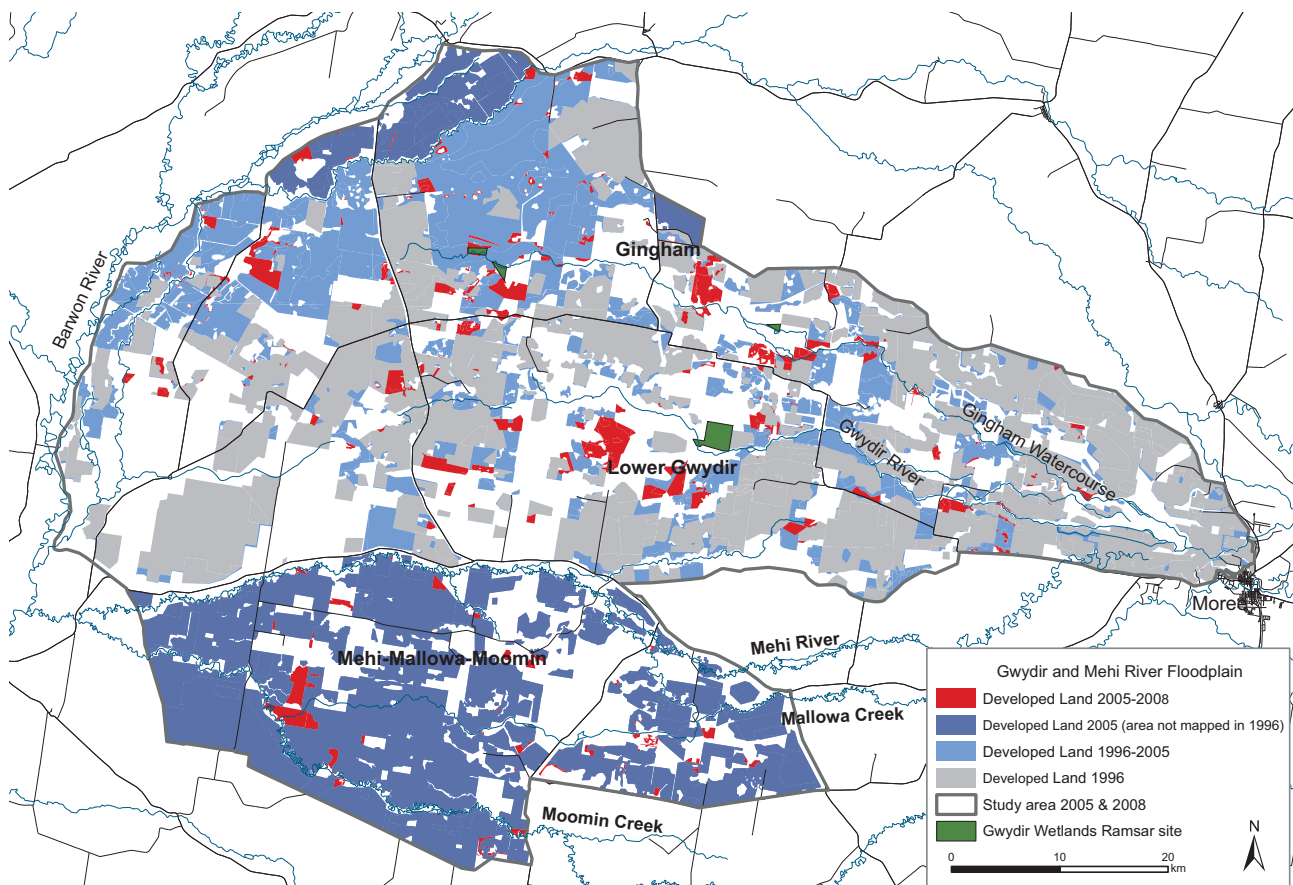 Gingham
Barwon River
Gingham Watercourse
Gwydir River
Lower Gwydir
Moree
Mehi River
Mehi-Mallowa-Moomin
Mallowa Creek
Moomin Creek
Gwydir and Mehi River Floodplain
Developed Land 2005-2008
Developed Land 2005 (area not mapped in 1996)
Developed Land 1996-2005
Developed Land 1996
Study area 2005 & 2008
Gwydir Wetlands Ramsar site
N
0 10 20
km